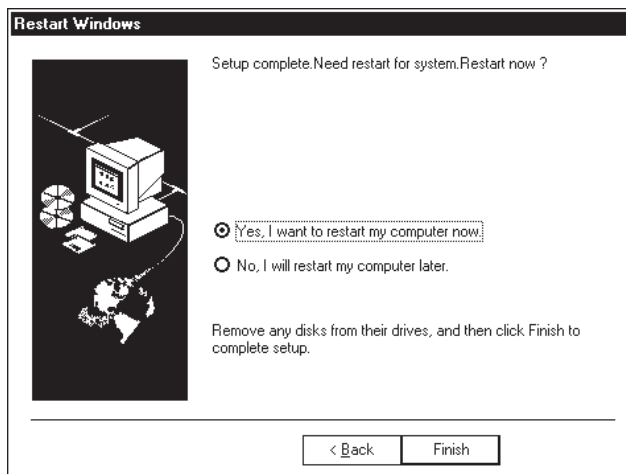 Restart Windows
Setup complete.Need restart for system.Restart now ?
Yes, I want to restart my computer now.
No, I will restart my computer later.
Remove any disks from their drives, and then click Finish to
complete setup.
< Back
Finish